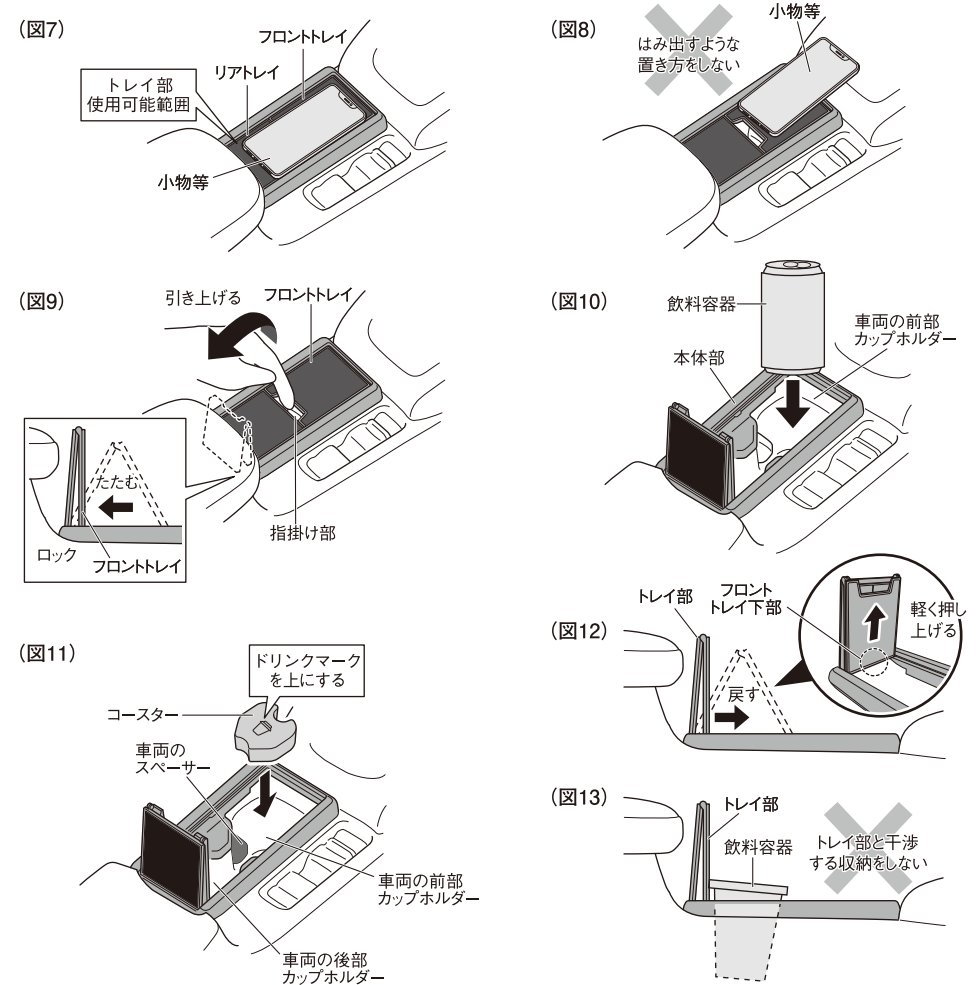 (図7)
フロントトレイ
リアトレイ
トレイ部
使用可能範囲
小物等
(図8)
小物等
はみ出すような
置き方をしない
(図9)
引き上げる
フロントトレイ
たたむ
ロック
フロントトレイ
指掛け部
(図10)
飲料容器
車両の前部
カップホルダー
本体部
(図11)
ドリンクマーク
を上にする
コースター
車両の
スペーサー
車両の前部
カップホルダー
車両の後部
カップホルダー
(図12)
トレイ部
フロント
トレイ下部
軽く押し
上げる
戻す
(図13)
トレイ部
飲料容器
トレイ部と干渉
する収納をしない